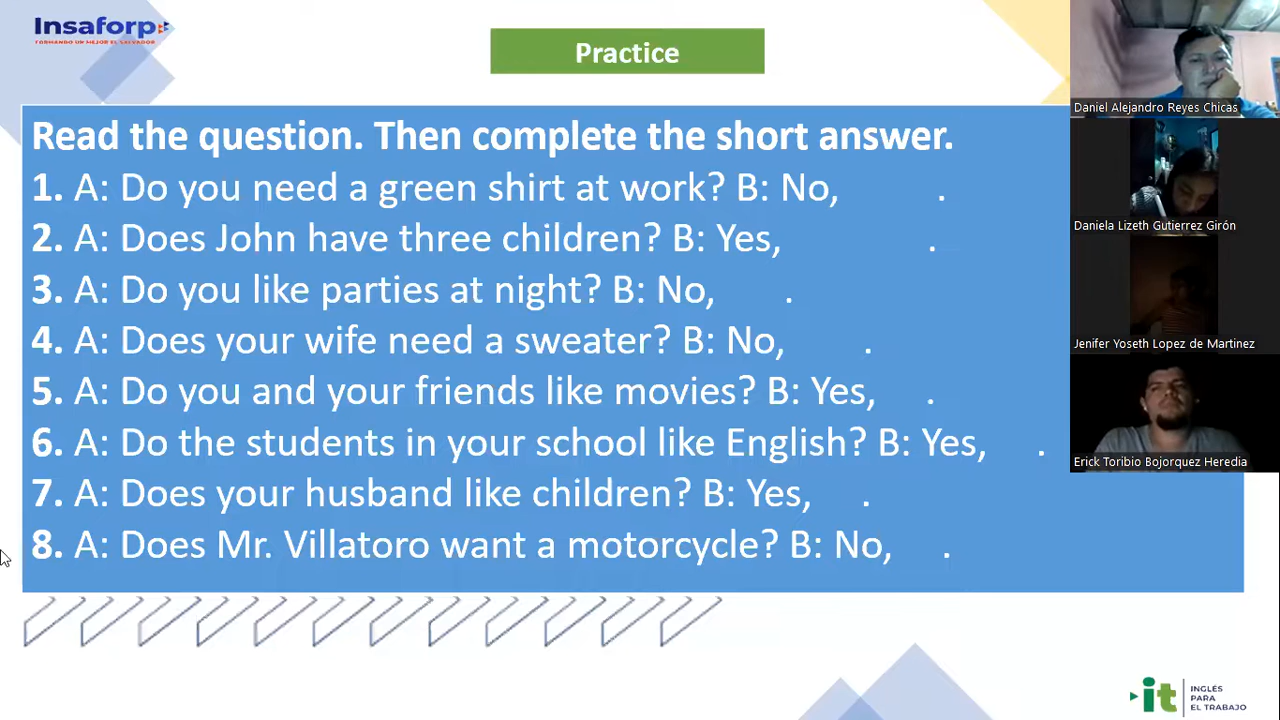 Insaforp
FORMANDO UN MEJOR EL SALVADOR
Practice
Read the question. Then complete the short answer.
1. A: Do you need a green shirt at work? B: No, .
2. A: Does John have three children? B: Yes, .
3. A: Do you like parties at night? B: No, .
4. A: Does your wife need a sweater? B: No, .
5. A: Do you and your friends like movies? B: Yes, .
6. A: Do the students in your school like English? B: Yes, .
7. A: Does your husband like children? B: Yes, .
8. A: Does Mr. Villatoro want a motorcycle? B: No, .
Daniel Alejandro Reyes Chicas
Daniela Lizeth Gutierrez Girón
Jenifer Yoseth Lopez de Martinez
Erick Toribio Bojorquez Heredia
it
INGLÉS
PARA
EL TRABAJO